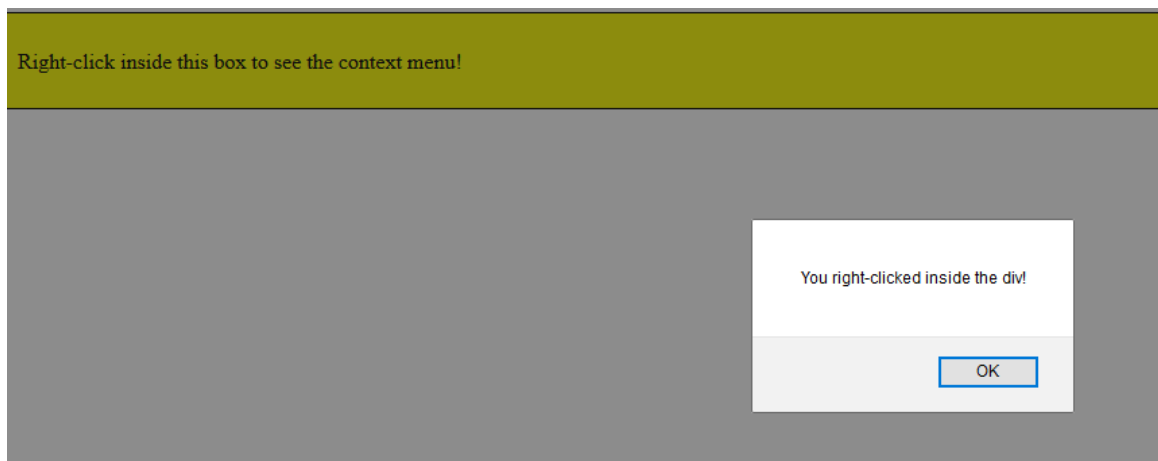 Right-click inside this box to see the context menu!
You right-clicked inside the div!
OK